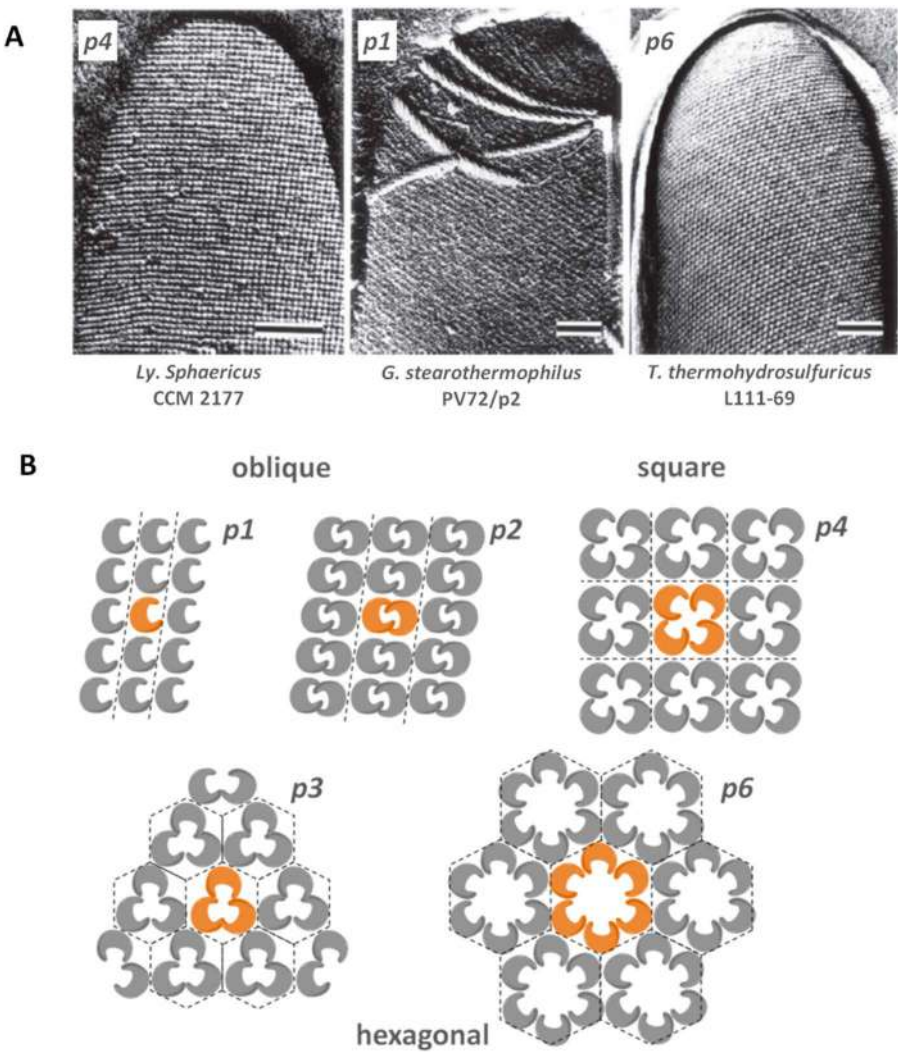 A
p4
p1
p6
Ly. Sphaericus
CCM 2177
G. stearothermophilus
PV72/p2
T. thermohydrosulfuricus
L111-69
B
oblique
square
p1
p2
p4
p3
p6
hexagonal